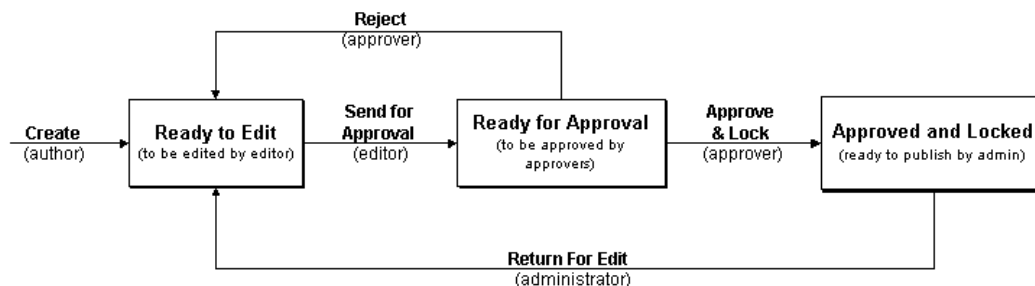 Reject
(approver)
Create
(author)
Ready to Edit
(to be edited by editor)
Send for
Approval
(editor)
Ready for Approval
(to be approved by
approvers)
Approve
& Lock
(approver)
Approved and Locked
(ready to publish by admin)
Return For Edit
(administrator)